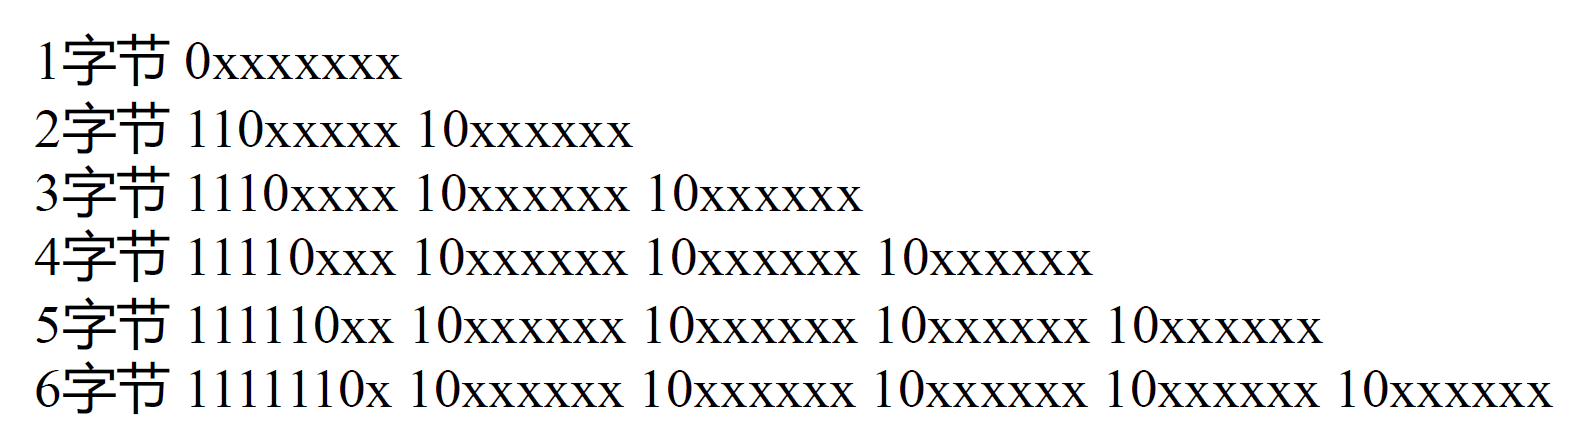 1字节 0xxxxxxx
2字节 110xxxxx 10xxxxxx
3字节 1110xxxx 10xxxxxx 10xxxxxx
4字节 11110xxx 10xxxxxx 10xxxxxx 10xxxxxx
5字节 111110xx 10xxxxxx 10xxxxxx 10xxxxxx 10xxxxxx
6字节 1111110x 10xxxxxx 10xxxxxx 10xxxxxx 10xxxxxx 10xxxxxx